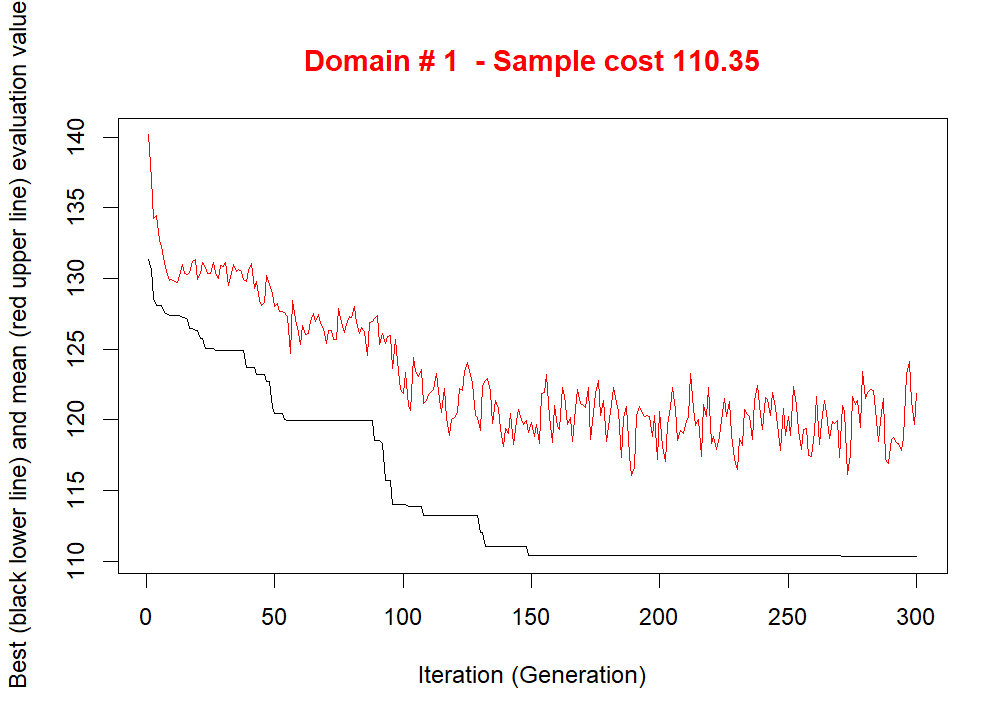 Domain # 1  - Sample cost 110.35
Best (black lower line) and mean (red upper line) evaluation value
140
135
130
125
120
115
110
0 50 100 150 200 250 300
Iteration (Generation)